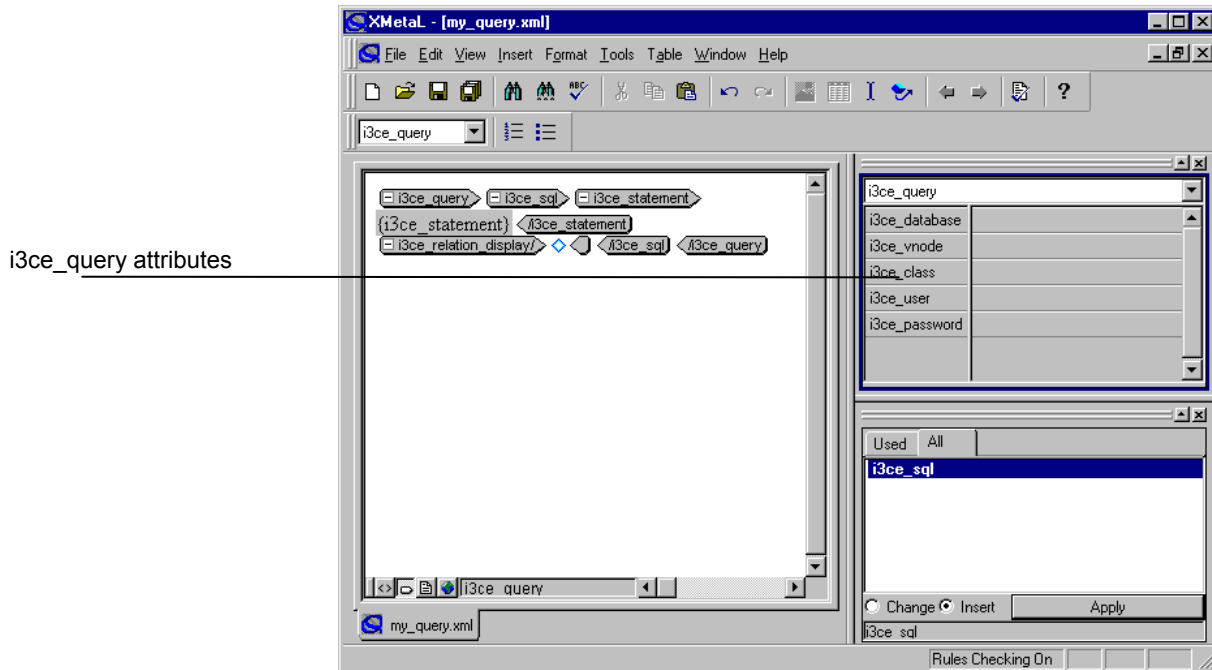 XMetaL - [my_query.xml]
File Edit View Insert Format Tools Table Window Help
ABC
?
i3ce_query
i3ce_query i3ce_sql i3ce_statement
{i3ce_statement} /i3ce_statement
i3ce_relation_display/ /i3ce_sql /i3ce_query
i3ce_query
i3ce_database
i3ce_vnode
i3ce_class
i3ce_user
i3ce_password
i3ce_query attributes
Used All
i3ce_sql
Change Insert Apply
i3ce_sql
i3ce_query
my_query.xml
Rules Checking On